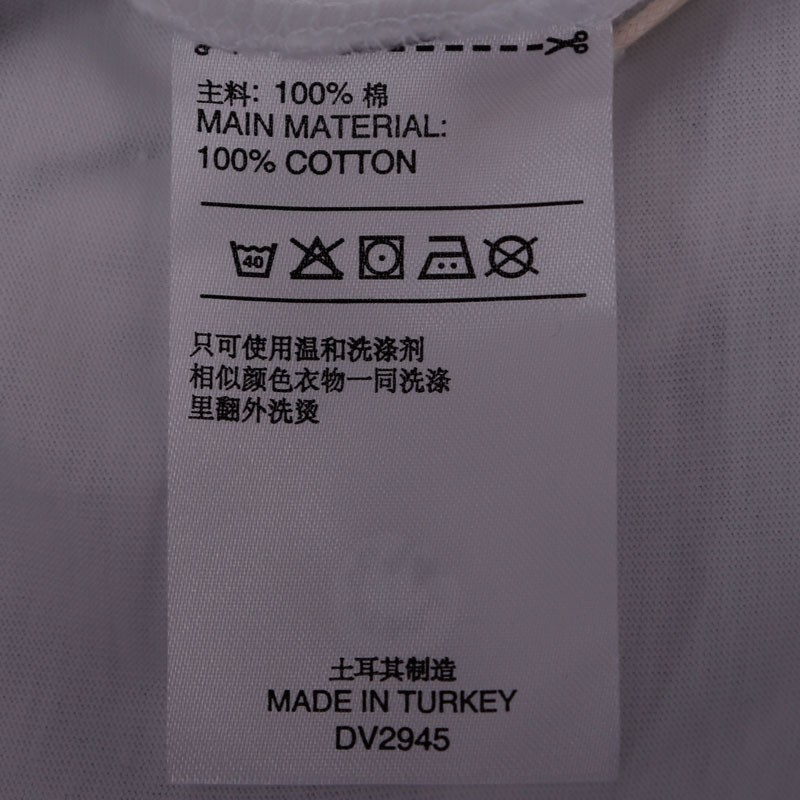 主料: 100% 棉
MAIN MATERIAL:
100% COTTON
40
只可使用温和洗涤剂
相似颜色衣物一同洗涤
里翻外洗烫
土耳其制造
MADE IN TURKEY
DV2945